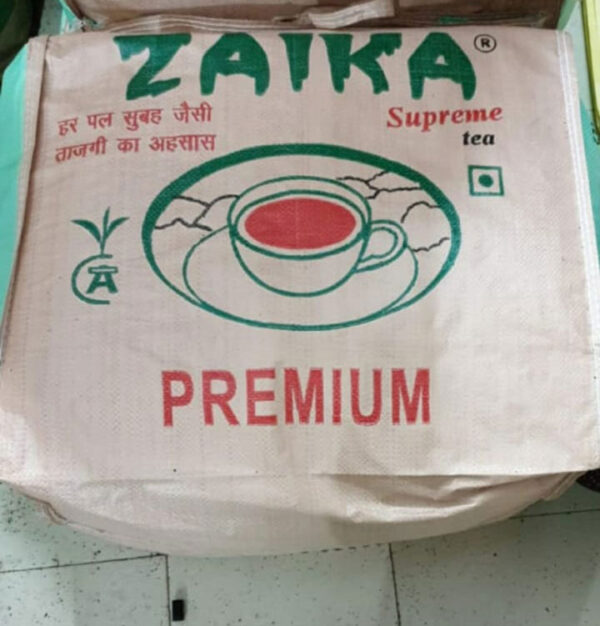 ZAIKA ®
हर पल सुबह जैसी
ताजगी का अहसास
Supreme
tea
A
PREMIUM